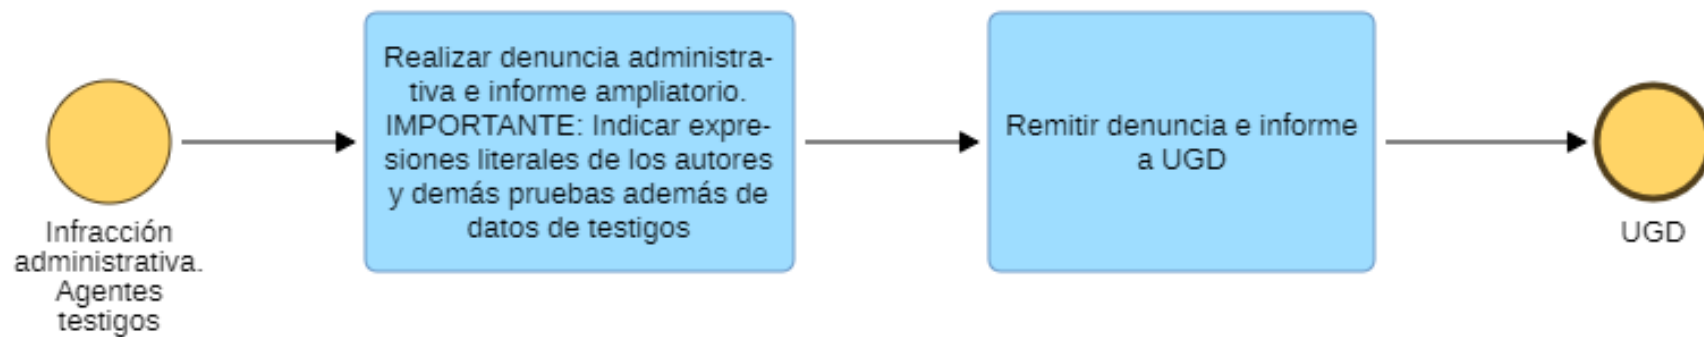 Infracción
administrativa.
Agentes
testigos
Realizar denuncia administra-
tiva e informe ampliatorio.
IMPORTANTE: Indicar expre-
siones literales de los autores
y demás pruebas además de
datos de testigos
Remitir denuncia e informe
a UGD
UGD